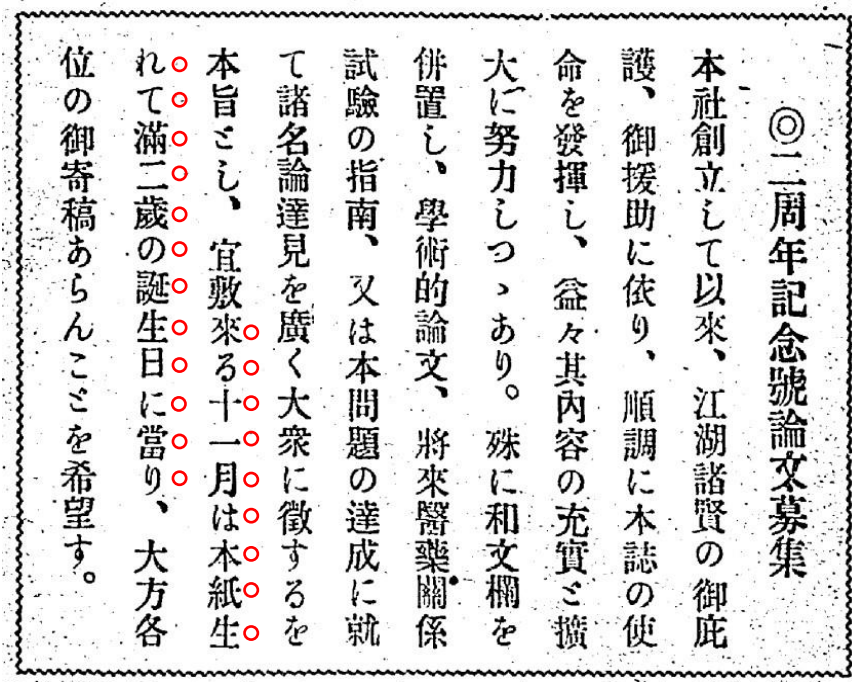 ◎二周年記念號論文募集
本社創立して以來、江湖諸賢の御庇
護、御援助に依り、順調に本誌の使
命を發揮し、益々其內容の充實と擴
大に努力しつゝあり。殊に和文欄を
併置し、學術的論文、將來醫藥關係
試驗の指南、又は本問題の達成に就
て諸名論達見を廣く大衆に徵するを
本旨とし、宜敷來る十一月は本紙生
れて滿二歲の誕生日に當り、大方各
位の御寄稿あらんことを希望す。